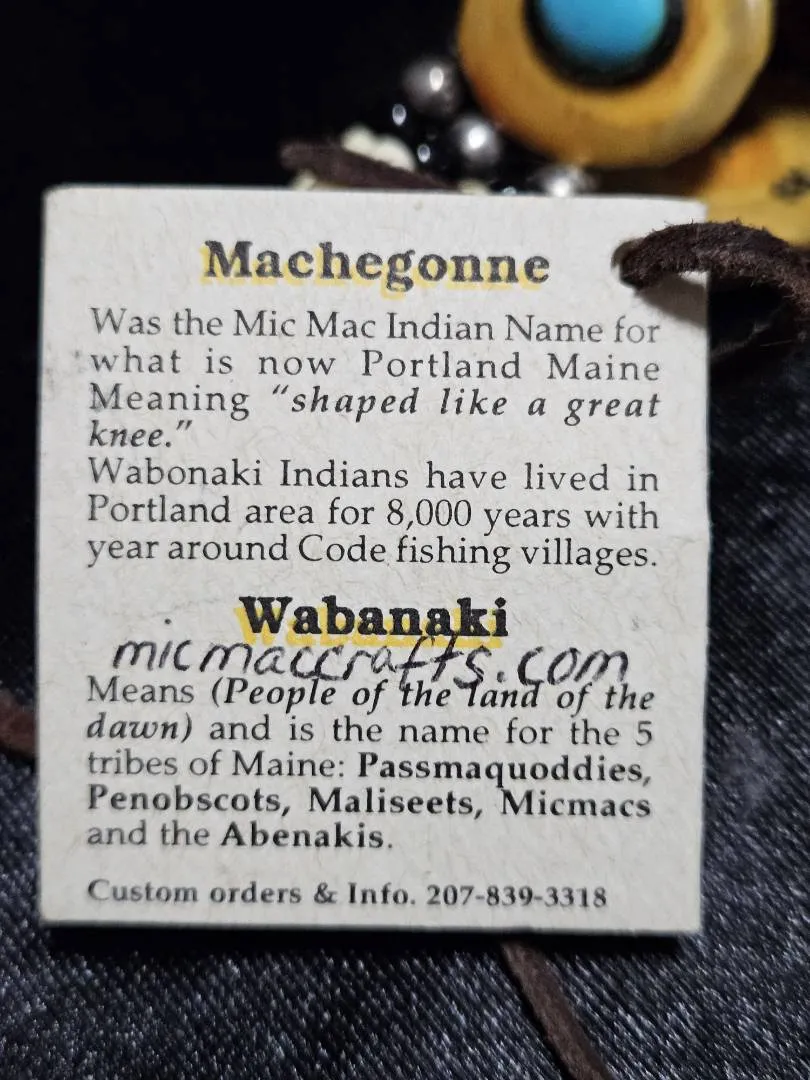 Machegonne
Was the Mic Mac Indian Name for
what is now Portland Maine
Meaning "shaped like a great
knee."
Wabonaki Indians have lived in
Portland area for 8,000 years with
year around Code fishing villages.
Wabanaki
micmaccrafts.com
Means (People of the land of the
dawn) and is the name for the 5
tribes of Maine: Passmaquoddies,
Penobscots, Maliseets, Micmacs
and the Abenakis.
Custom orders & Info. 207-839-3318